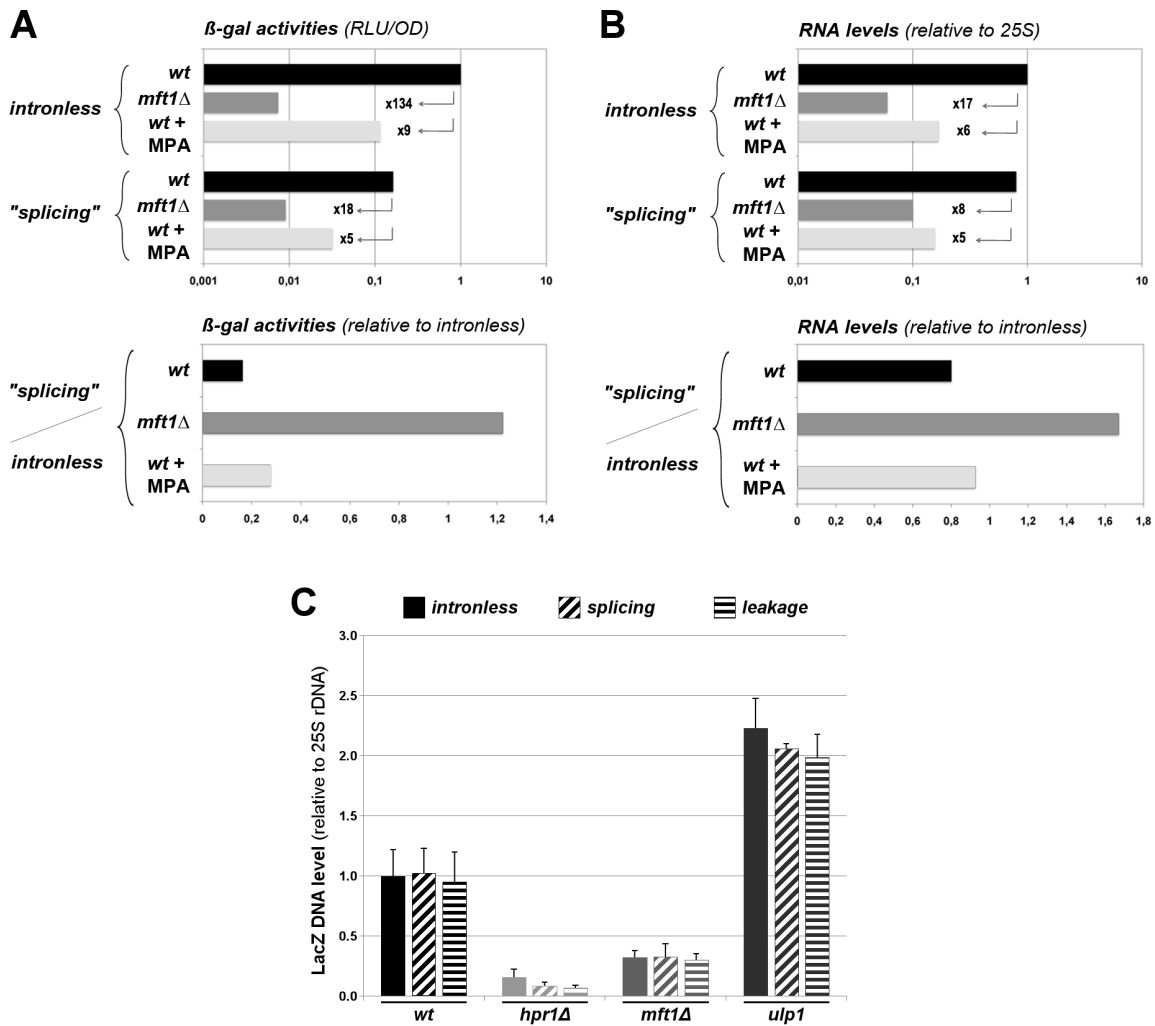 A
ß-gal activities (RLU/OD)
intronless
wt
mft1Δ
wt +
MPA
x134
x9
"splicing"
wt
mft1Δ
wt +
MPA
x18
x5
0,001 0,01 0,1 1 10
ß-gal activities (relative to intronless)
"splicing"
intronless
wt
mft1Δ
wt +
MPA
0 0,2 0,4 0,6 0,8 1 1,2 1,4
B
RNA levels (relative to 25S)
intronless
wt
mft1Δ
wt +
MPA
x17
x6
"splicing"
wt
mft1Δ
wt +
MPA
x8
x5
0,01 0,1 1 10
RNA levels (relative to intronless)
"splicing"
intronless
wt
mft1Δ
wt +
MPA
0 0,2 0,4 0,6 0,8 1 1,2 1,4 1,6 1,8
C
intronless splicing leakage
LacZ DNA level (relative to 25S rDNA)
3.0
2.5
2.0
1.5
1.0
0.5
0.0
wt hpr1Δ mft1Δ ulp1